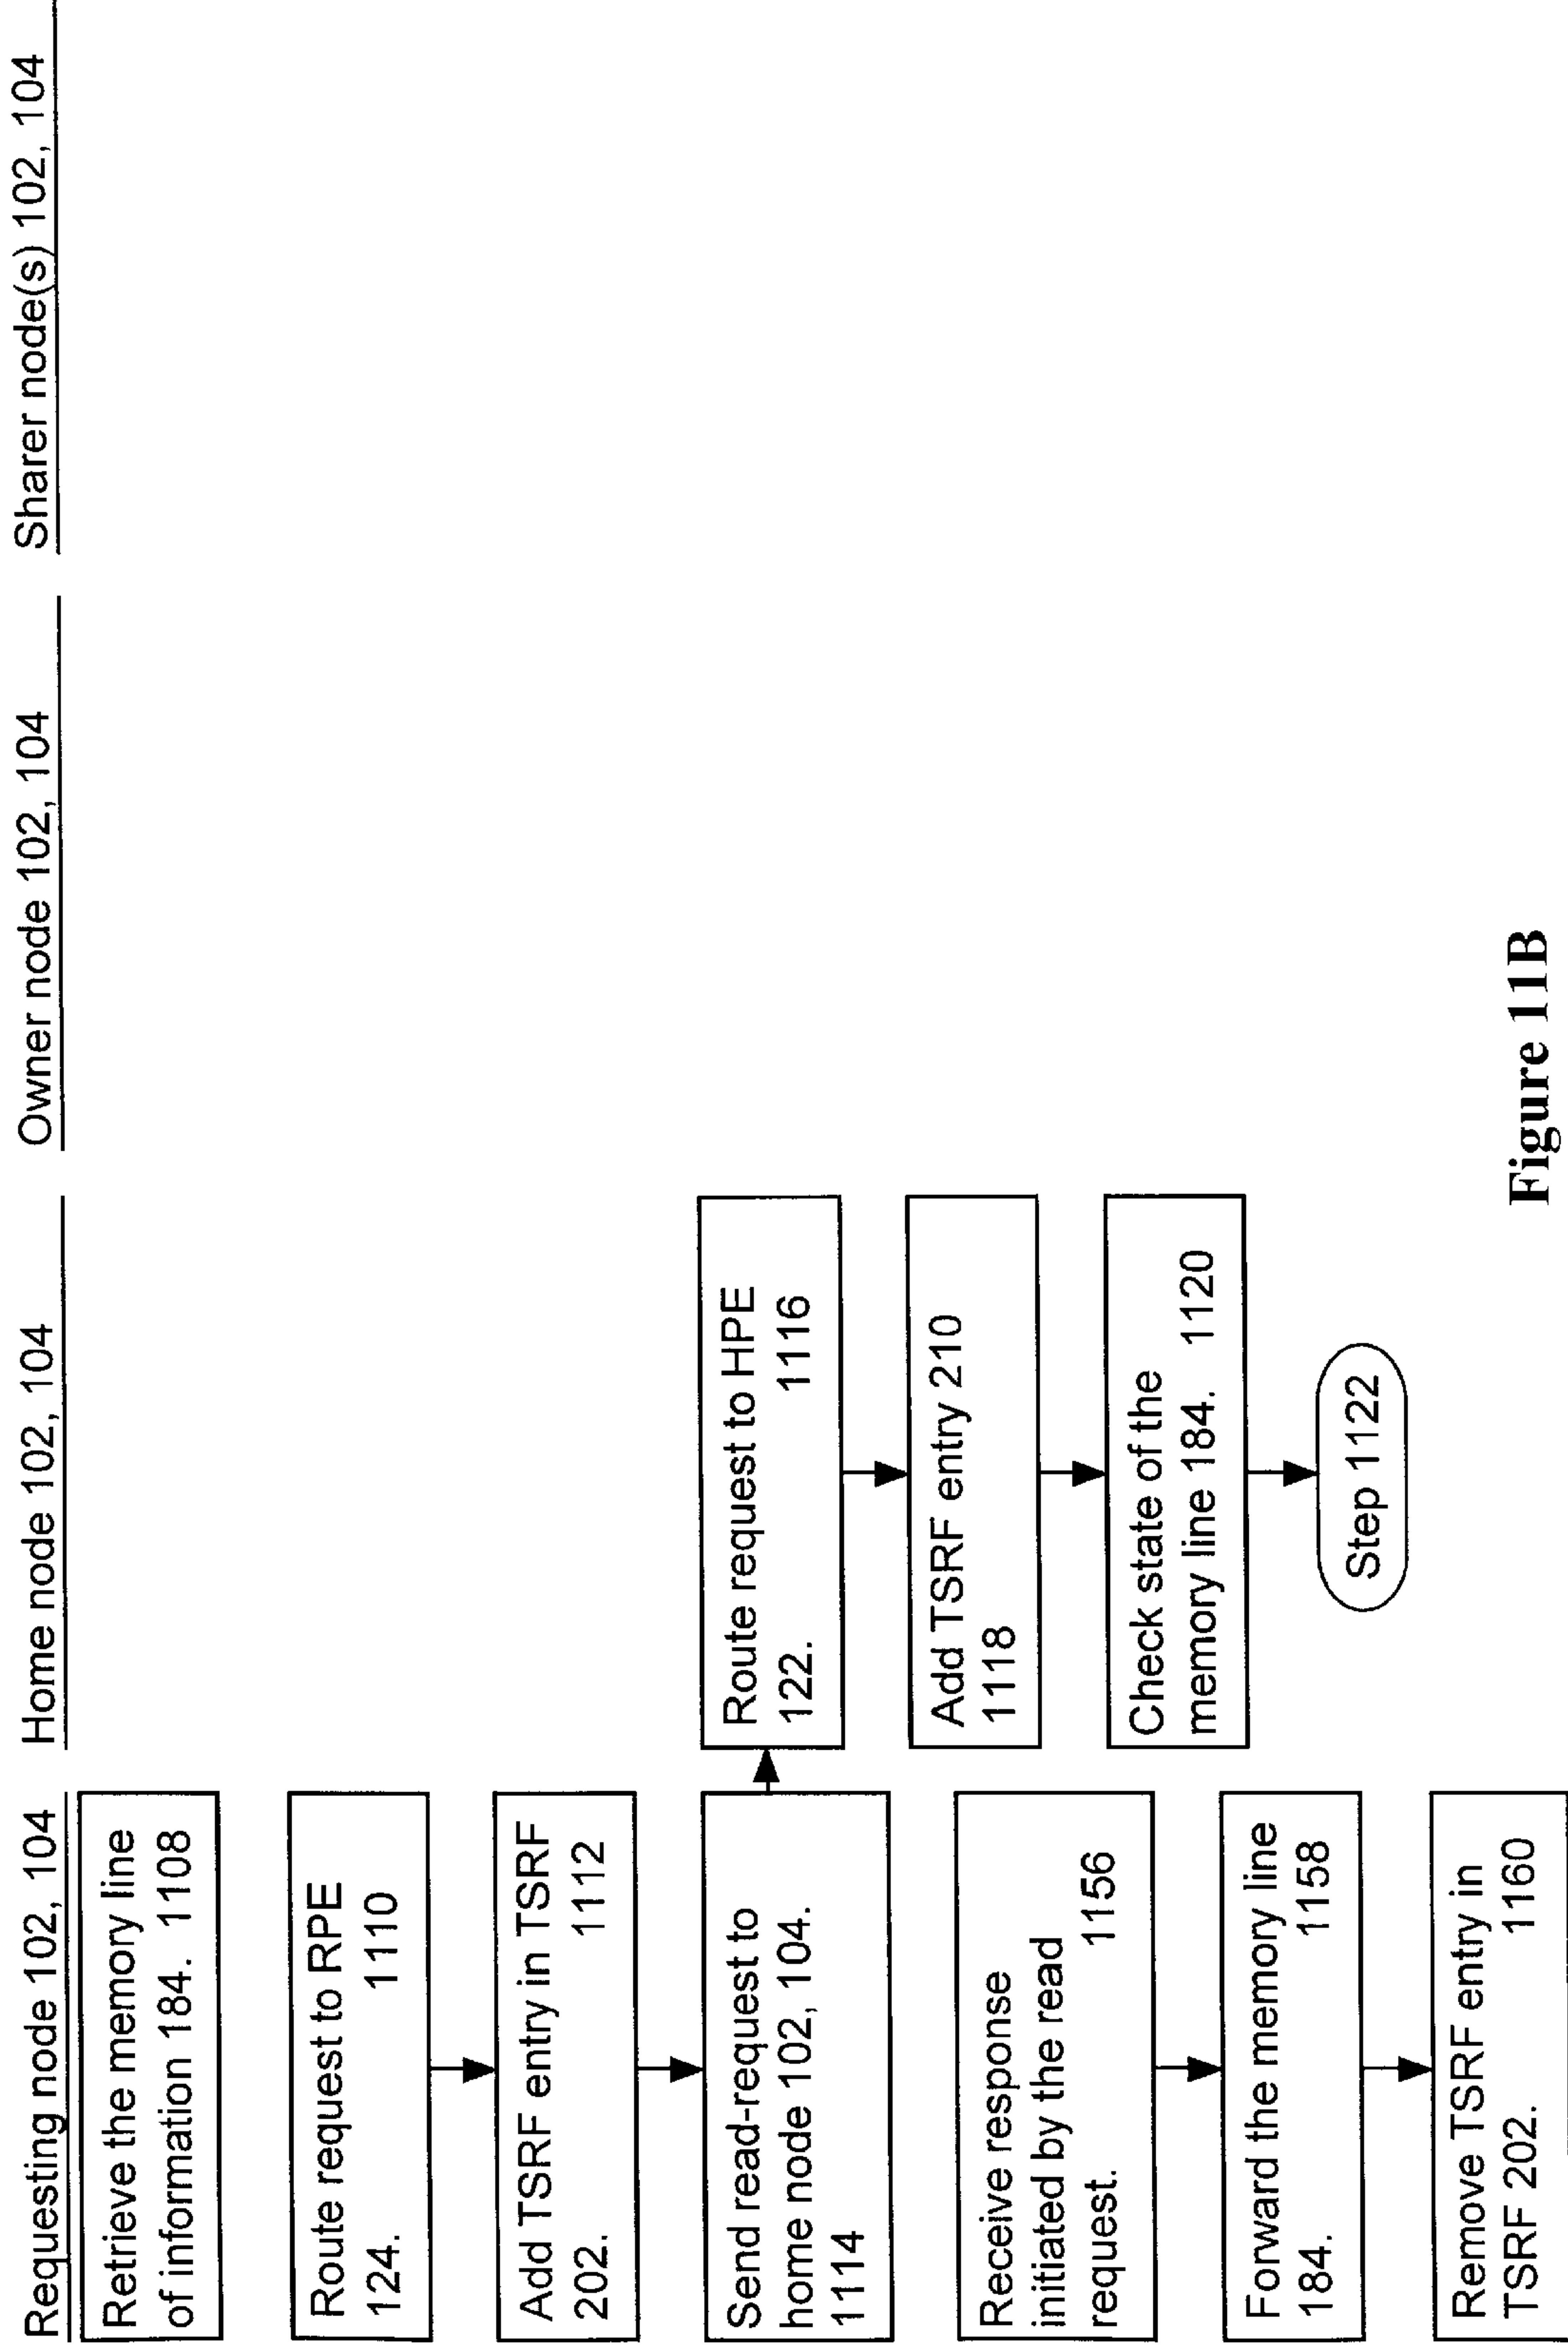 Requesting node 102, 104
Home node 102, 104
Owner node 102, 104
Sharer node(s) 102, 104
Retrieve the memory line
of information 184. 1108
Route request to RPE
124. 1110
Add TSRF entry in TSRF
202. 1112
Send read-request to
home node 102, 104.
1114
Route request to HPE
122. 1116
Add TSRF entry 210
1118
Check state of the
memory line 184. 1120
Step 1122
Receive response
initiated by the read
request. 1156
Forward the memory line
184. 1158
Remove TSRF entry in
TSRF 202. 1160
Figure 11B